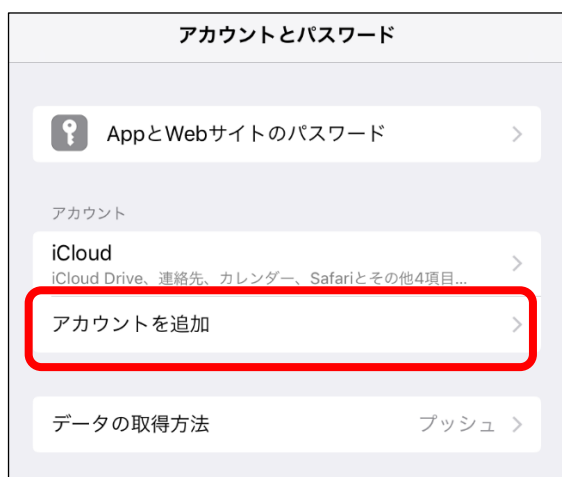 アカウントとパスワード
AppとWebサイトのパスワード
アカウント
iCloud
iCloud Drive、連絡先、カレンダー、Safariとその他4項目...
アカウントを追加
データの取得方法 プッシュ